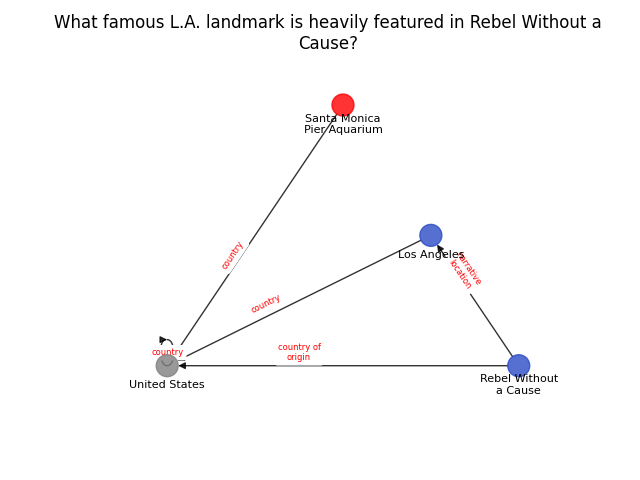 What famous L.A. landmark is heavily featured in Rebel Without a
Cause?
Santa Monica
Pier Aquarium
country
Los Angeles
narrative
location
country
country of
origin
country
United States
Rebel Without
a Cause